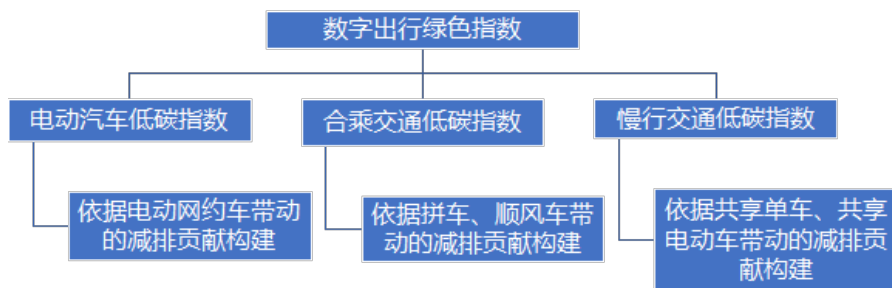 数字出行绿色指数
电动汽车低碳指数
合乘交通低碳指数
慢行交通低碳指数
依据电动网约车带动
的减排贡献构建
依据拼车、顺风车带
动的减排贡献构建
依据共享单车、共享
电动车带动的减排贡
献构建